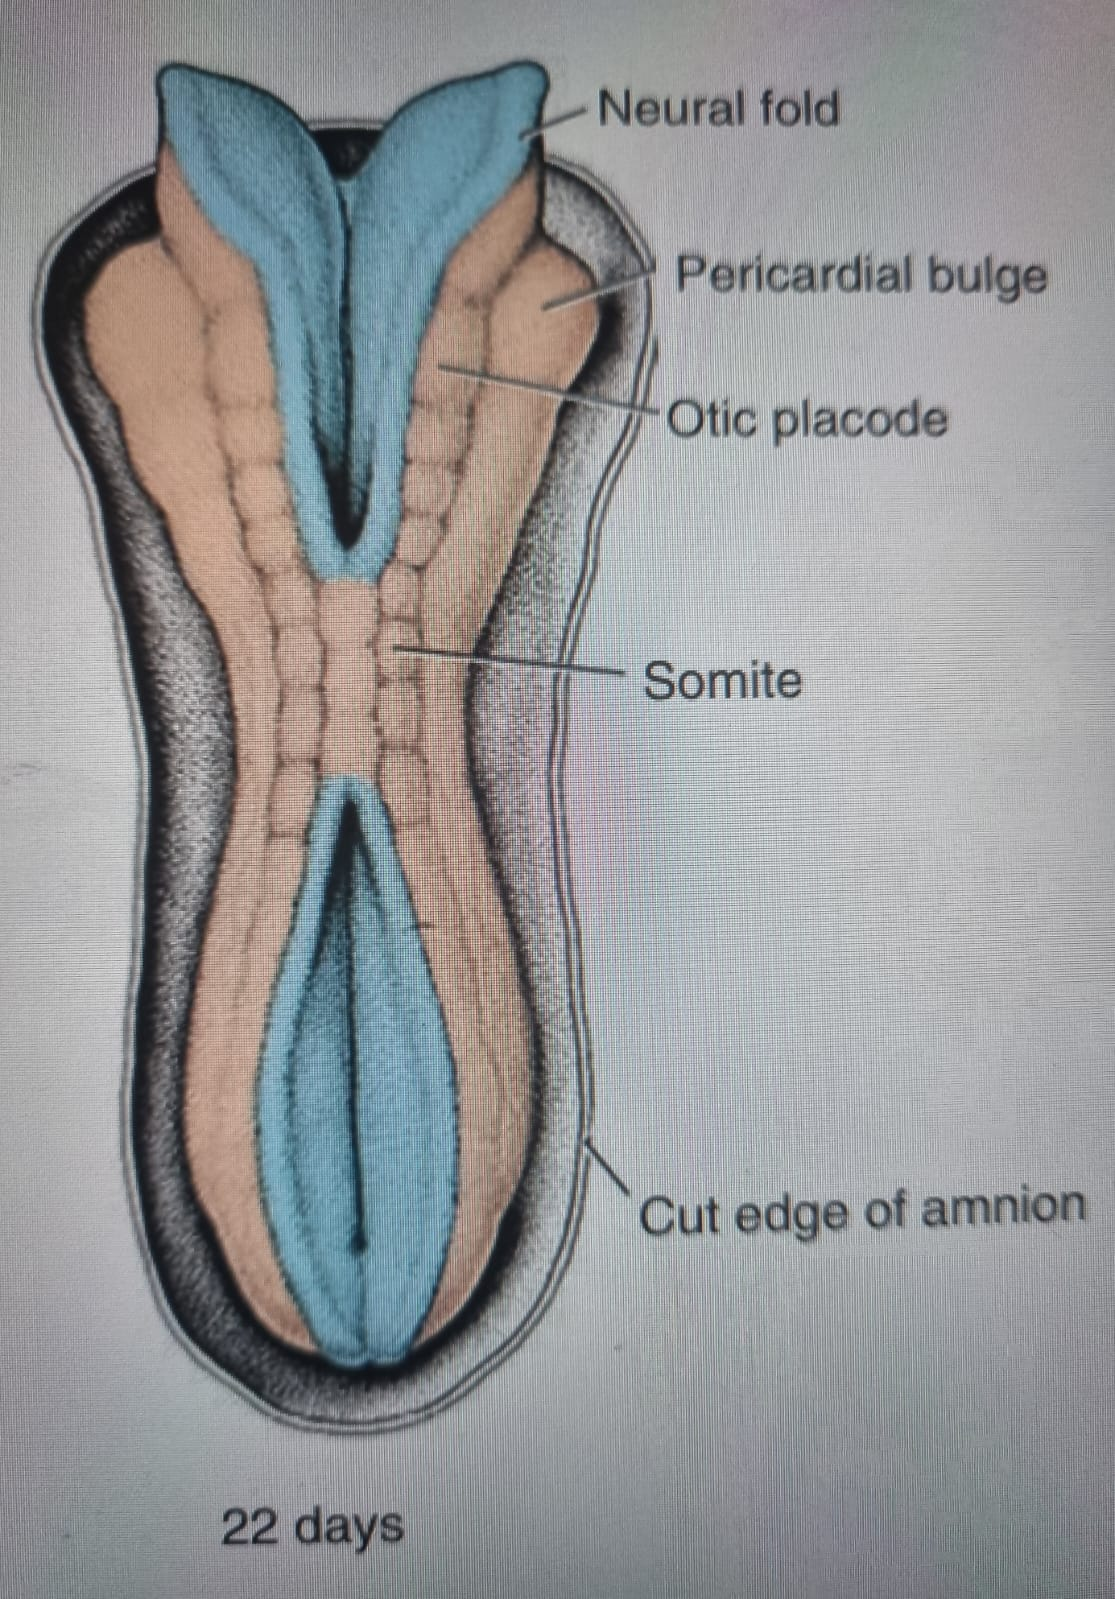 Neural fold
Pericardial bulge
Otic placode
Somite
Cut edge of amnion
22 days